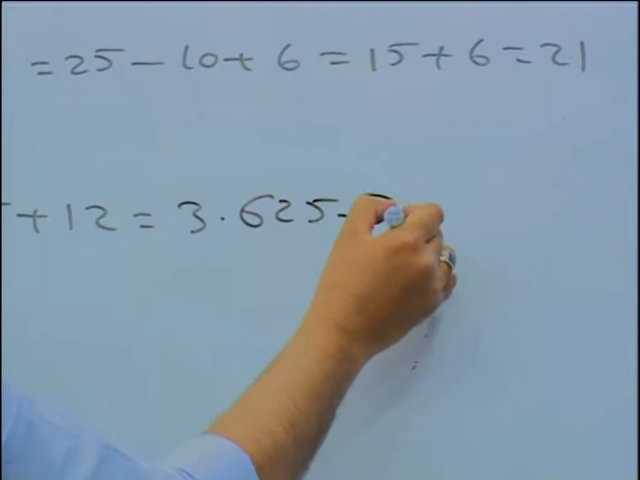 = 25 - 10 + 6 = 15 + 6 = 21
+ 12 = 3 . 625 -